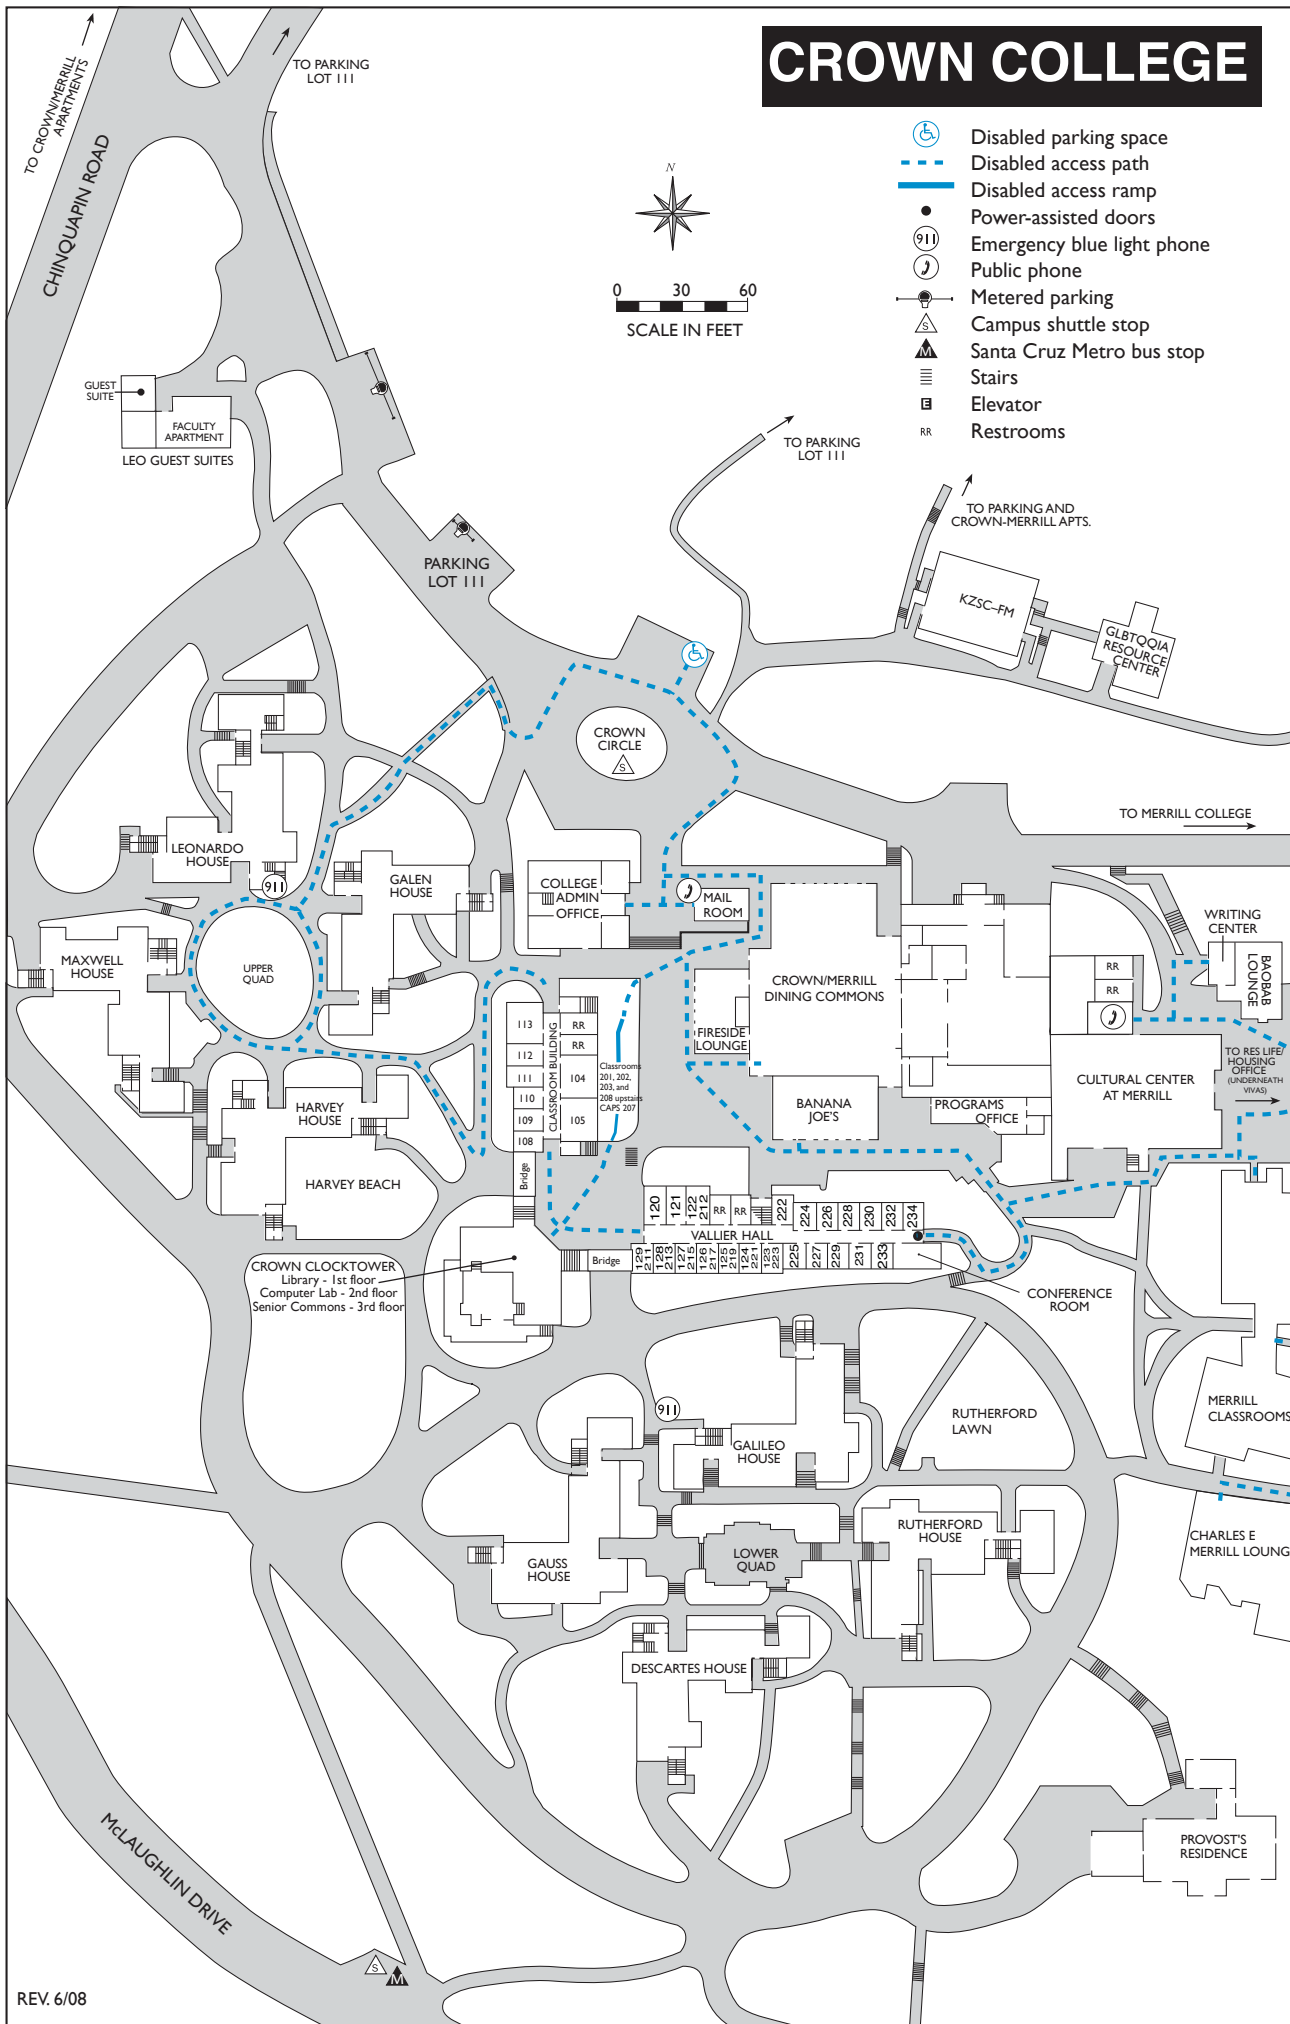 CROWN COLLEGE
Disabled parking space
Disabled access path
Disabled access ramp
Power-assisted doors
911
Emergency blue light phone
Public phone
Metered parking
S
Campus shuttle stop
M
Santa Cruz Metro bus stop
Stairs
E
Elevator
RR
Restrooms
N
0 30 60
SCALE IN FEET
TO CROWN/MERRILL
APARTMENTS
TO PARKING
LOT 111
CHINQUAPIN ROAD
GUEST
SUITE
FACULTY
APARTMENT
LEO GUEST SUITES
PARKING
LOT 111
TO PARKING
LOT 111
TO PARKING AND
CROWN-MERRILL APTS.
KZSC–FM
GLBTQQIA
RESOURCE
CENTER
CROWN
CIRCLE
S
TO MERRILL COLLEGE
LEONARDO
HOUSE
911
GALEN
HOUSE
COLLEGE
ADMIN
OFFICE
MAIL
ROOM
WRITING
CENTER
BAOBAB
LOUNGE
MAXWELL
HOUSE
UPPER
QUAD
CROWN/MERRILL
DINING COMMONS
RR
RR
FIRESIDE
LOUNGE
113
112
111
110
109
108
CLASSROOM BUILDING
RR
RR
104
105
Classrooms
201, 202,
203, and
208 upstairs
CAPS 207
TO RES LIFE/
HOUSING
OFFICE
(UNDERNEATH
VIVAS)
CULTURAL CENTER
AT MERRILL
BANANA
JOE'S
PROGRAMS
OFFICE
HARVEY
HOUSE
HARVEY BEACH
Bridge
120
121
122
212
RR
RR
222
224
226
228
230
232
234
VALLIER HALL
129
211
128
213
127
215
126
217
125
219
124
221
123
223
225
227
229
231
233
Bridge
CROWN CLOCKTOWER
Library - 1st floor
Computer Lab - 2nd floor
Senior Commons - 3rd floor
CONFERENCE
ROOM
911
GALILEO
HOUSE
RUTHERFORD
LAWN
MERRILL
CLASSROOMS
RUTHERFORD
HOUSE
CHARLES E
MERRILL LOUNG
GAUSS
HOUSE
LOWER
QUAD
DESCARTES HOUSE
PROVOST'S
RESIDENCE
McLAUGHLIN DRIVE
S
M
REV. 6/08